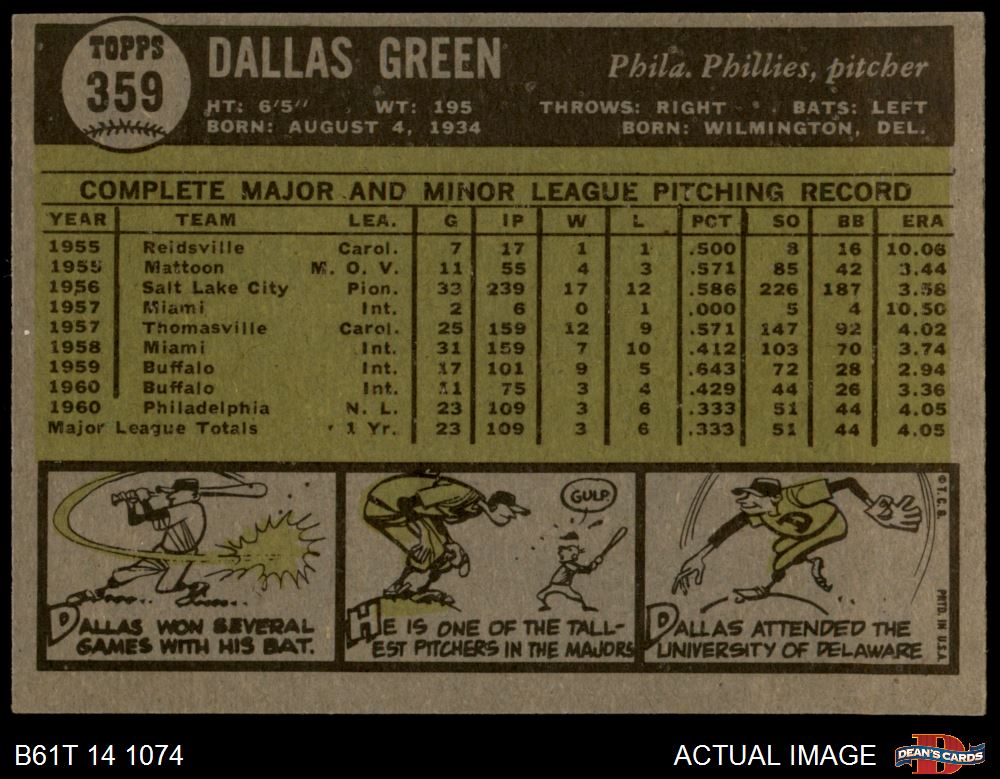 TOPPS
359
DALLAS GREEN
Phila. Phillies, pitcher
HT: 6'5" WT: 195 THROWS: RIGHT BATS: LEFT
BORN: AUGUST 4, 1934 BORN: WILMINGTON, DEL.
COMPLETE MAJOR AND MINOR LEAGUE PITCHING RECORD
YEAR TEAM LEA. G IP W L PCT SO BB ERA
1955 Reidsville Carol. 7 17 1 1 .500 8 16 10.06
1955 Mattoon M. O. V. 11 55 4 3 .571 85 42 3.44
1956 Salt Lake City Pion. 33 239 17 12 .586 226 187 3.58
1957 Miami Int. 2 6 0 1 .000 5 4 10.50
1957 Thomasville Carol. 25 159 12 9 .571 147 92 4.02
1958 Miami Int. 31 159 7 10 .412 103 70 3.74
1959 Buffalo Int. 17 101 9 5 .643 72 28 2.94
1960 Buffalo Int. 11 75 3 4 .429 44 26 3.36
1960 Philadelphia N. L. 23 109 3 6 .333 51 44 4.05
Major League Totals 1 Yr. 23 109 3 6 .333 51 44 4.05
DALLAS WON SEVERAL
GAMES WITH HIS BAT.
GULP
HE IS ONE OF THE TALL-
EST PITCHERS IN THE MAJORS
DALLAS ATTENDED THE
UNIVERSITY OF DELAWARE
© T.C.G.
PRTD. IN U.S.A.
B61T 14 1074
ACTUAL IMAGE
DEAN'S CARDS